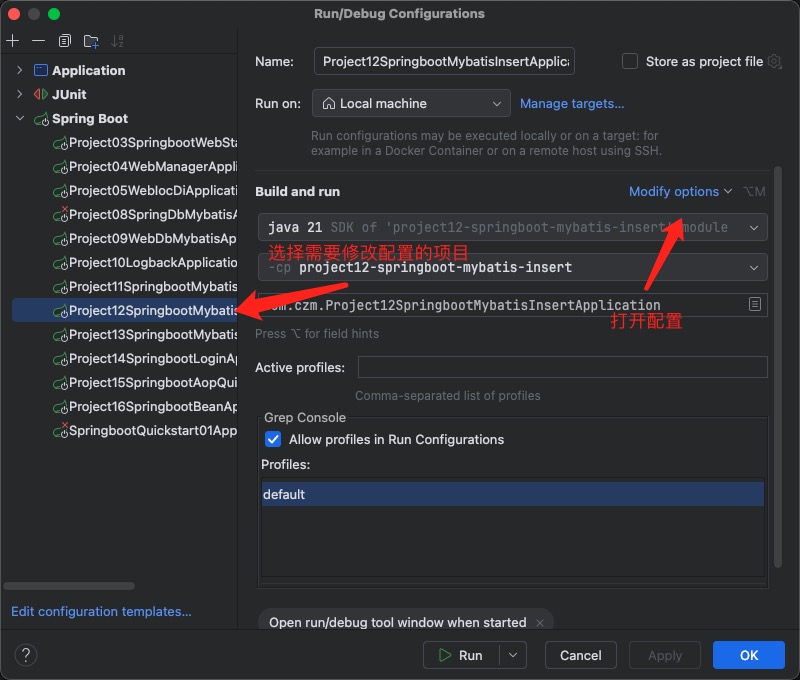 Run/Debug Configurations
Application
JUnit
Spring Boot
Project03SpringbootWebSta
Project04WebManagerAppli
Project05WebIocDiApplicati
Project08SpringDbMybatisA
Project09WebDbMybatisAp
Project10LogbackApplicatio
Project11SpringbootMybatis
Project12SpringbootMybatis
Project13SpringbootMybatis
Project14SpringbootLoginAp
Project15SpringbootAopQui
Project16SpringbootBeanAp
SpringbootQuickstart01App
Edit configuration templates...
Name: Project12SpringbootMybatisInsertApplica
Store as project file
Run on: Local machine Manage targets...
Run configurations may be executed locally or on a target: for
example in a Docker Container or on a remote host using SSH.
Build and run Modify options ⌥M
java 21 SDK of 'project12-springboot-mybatis-insert' module
选择需要修改配置的项目
-cp project12-springboot-mybatis-insert
om.czm.Project12SpringbootMybatisInsertApplication
打开配置
Press ⌥ for field hints
Active profiles:
Comma-separated list of profiles
Grep Console
Allow profiles in Run Configurations
Profiles:
default
Open run/debug tool window when started ×
? Run Cancel Apply OK